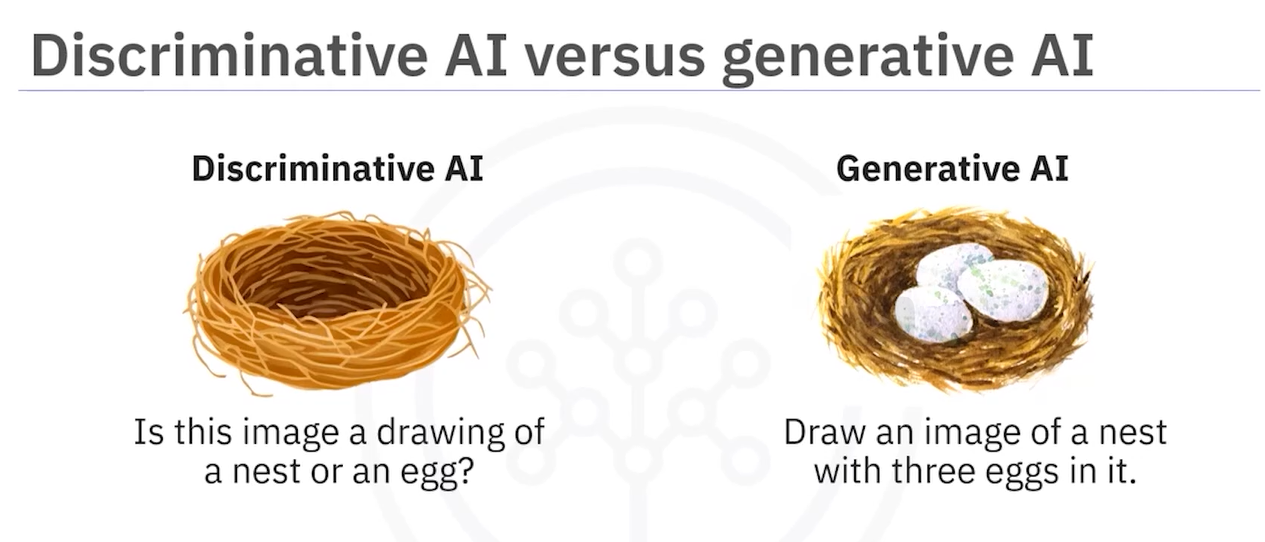 Discriminative AI versus generative AI
Discriminative AI
Is this image a drawing of
a nest or an egg?
Generative AI
Draw an image of a nest
with three eggs in it.